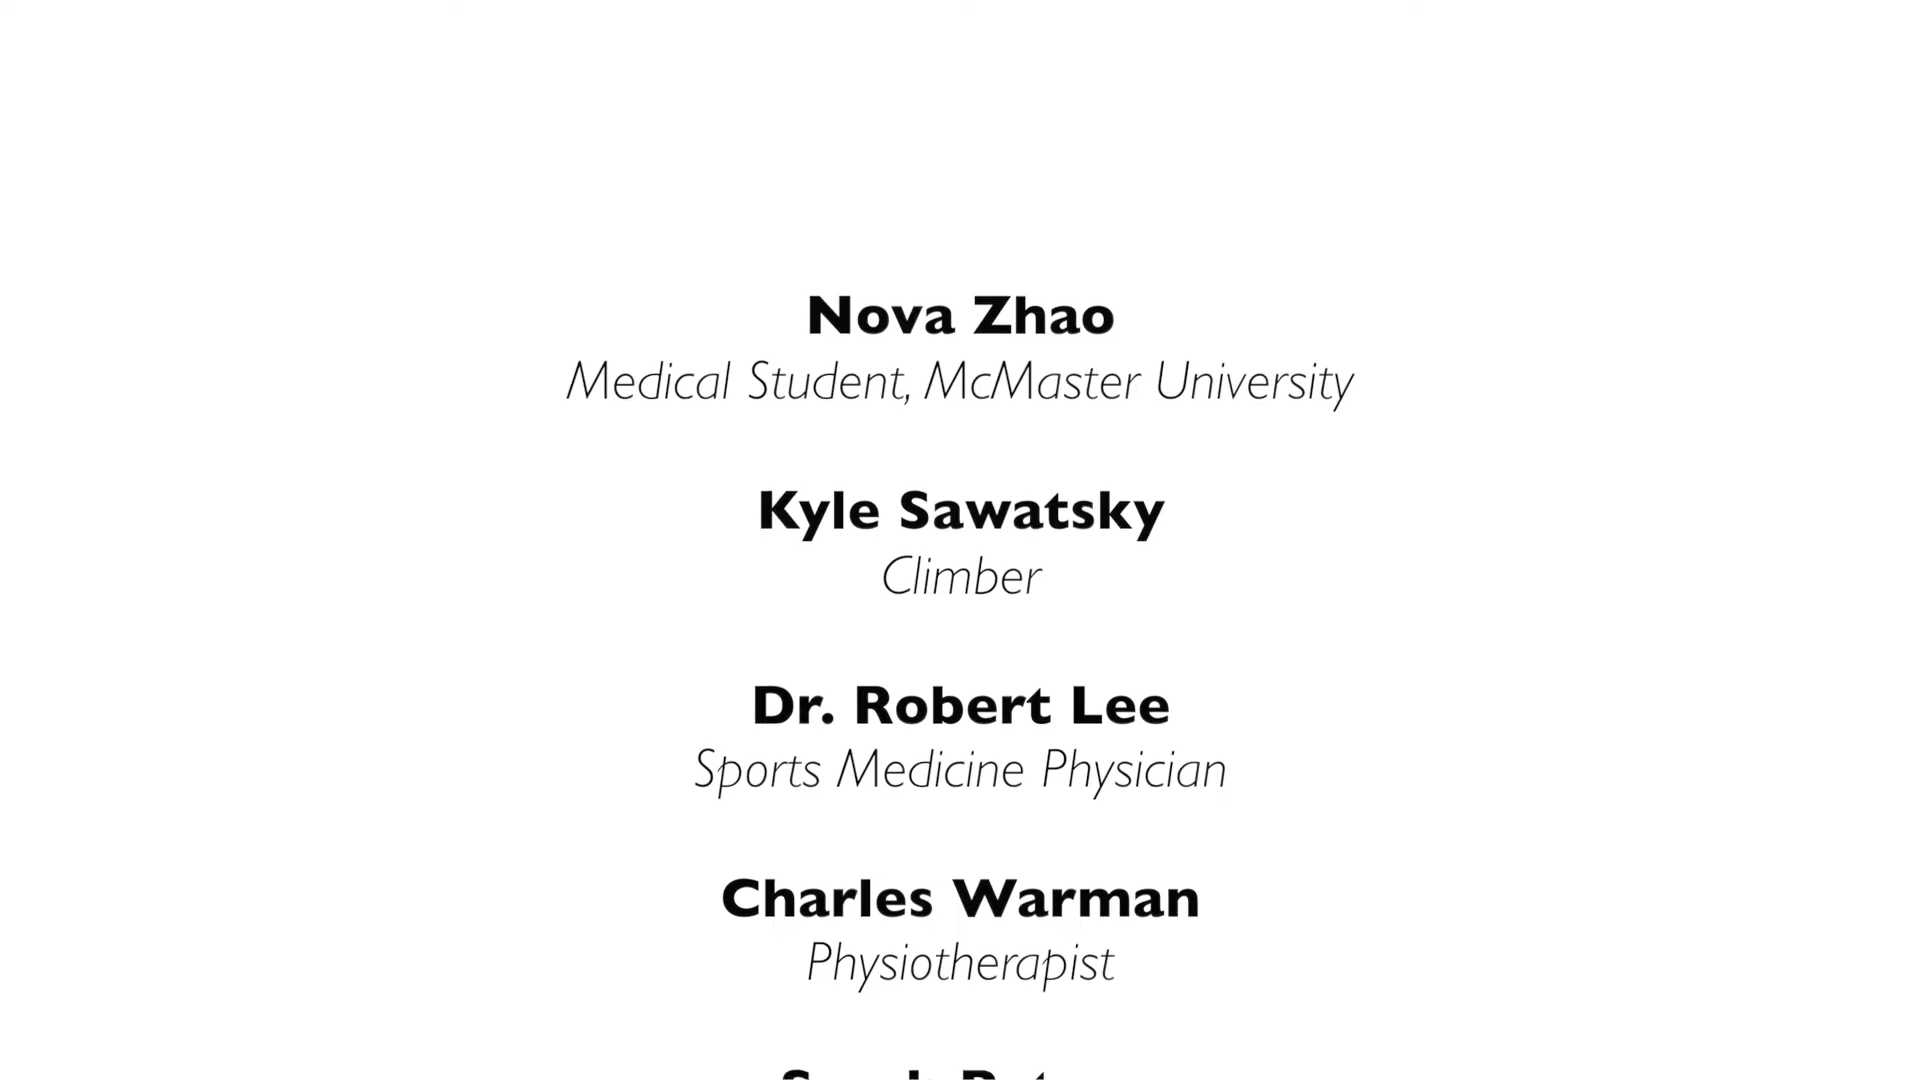 Nova Zhao
Medical Student, McMaster University
Kyle Sawatsky
Climber
Dr. Robert Lee
Sports Medicine Physician
Charles Warman
Physiotherapist